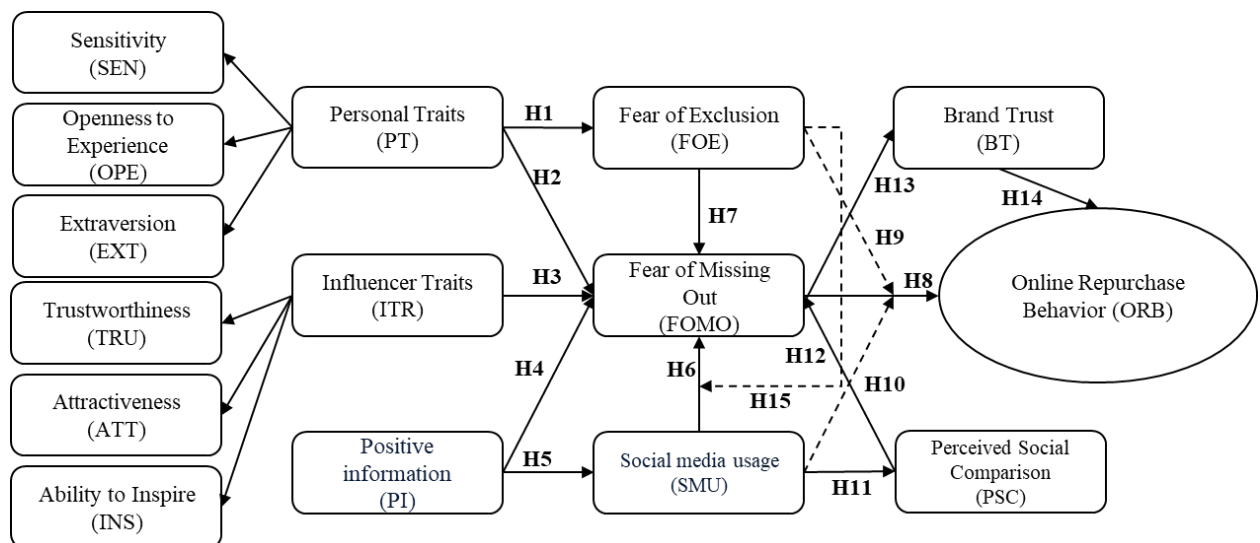 Sensitivity
(SEN)
Openness to
Experience
(OPE)
Extraversion
(EXT)
Trustworthiness
(TRU)
Attractiveness
(ATT)
Ability to Inspire
(INS)
Personal Traits
(PT)
Influencer Traits
(ITR)
Positive
information
(PI)
H1
H2
H3
H4
H5
Fear of Exclusion
(FOE)
H7
Fear of Missing
Out
(FOMO)
H6
Social media usage
(SMU)
H15
H13
H9
H8
H12
H10
H11
Brand Trust
(BT)
H14
Online Repurchase
Behavior (ORB)
Perceived Social
Comparison
(PSC)